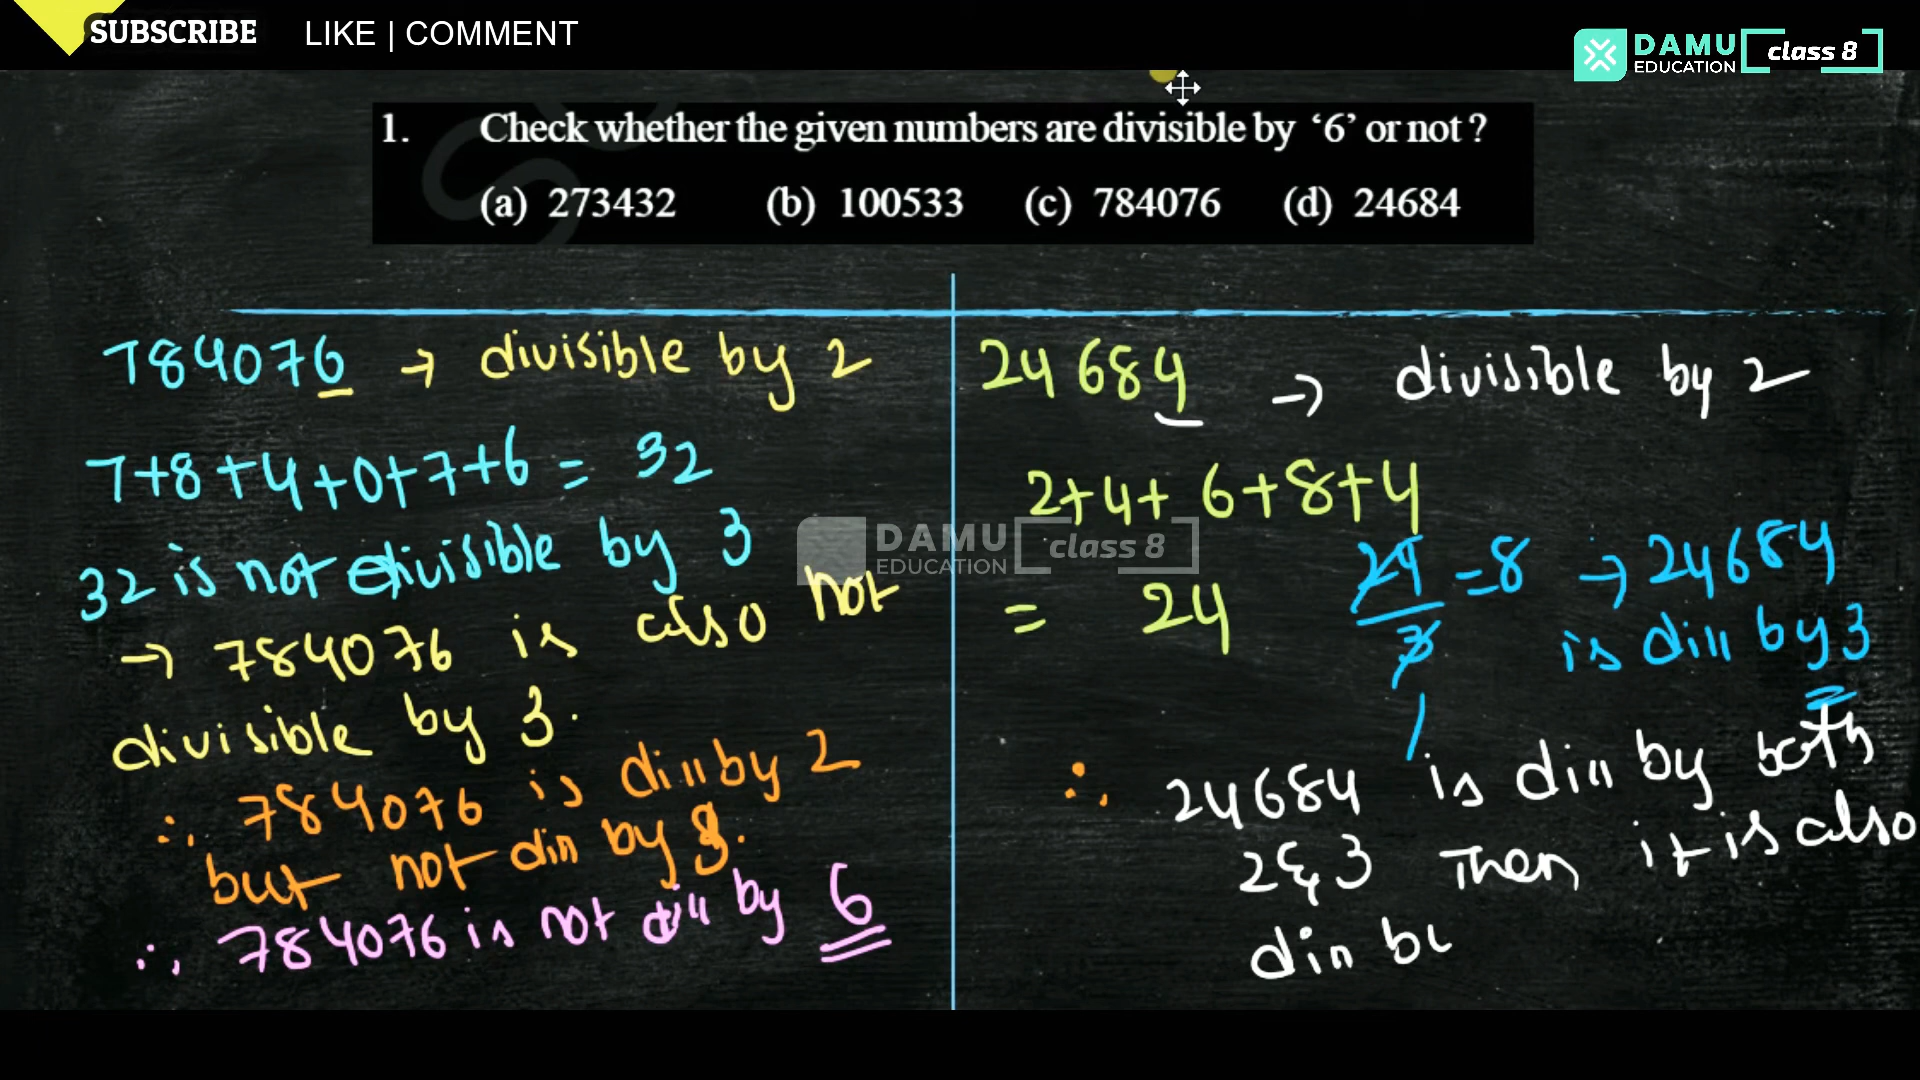 SUBSCRIBE LIKE | COMMENT
DAMU EDUCATION class 8
1. Check whether the given numbers are divisible by ‘6’ or not ?
(a) 273432 (b) 100533 (c) 784076 (d) 24684
784076 → divisible by 2
7+8+4+0+7+6 = 32
32 is not divisible by 3
→ 784076 is also not
divisible by 3.
∴ 784076 is div by 2
but not div by 3.
∴ 784076 is not div by 6
24684 → divisible by 2
2+4+6+8+4
= 24
24/3 = 8 → 24684
is div by 3
1
∴ 24684 is div by both
2 & 3 Then it is also
div by
DAMU EDUCATION class 8